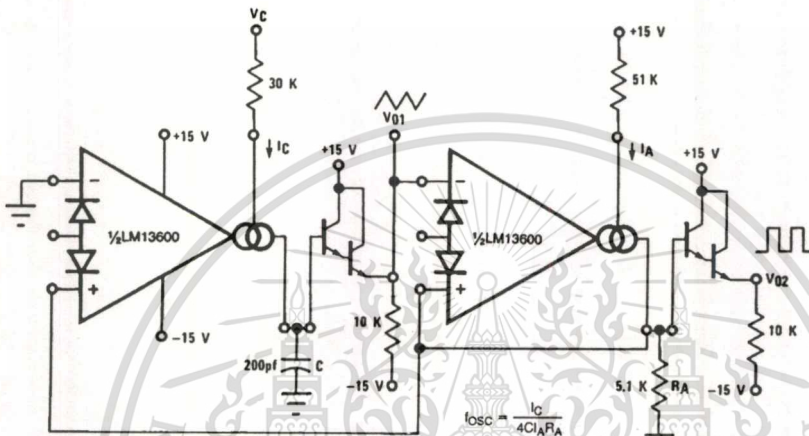 VC
+15 V
30 K
51 K
V01
+15 V
IC
+15 V
IA
+15 V
-
½LM13600
+
-15 V
-
½LM13600
+
V02
10 K
10 K
200pf
C
-15 V
5.1 K
RA
-15 V
fOSC = IC
4CIARA